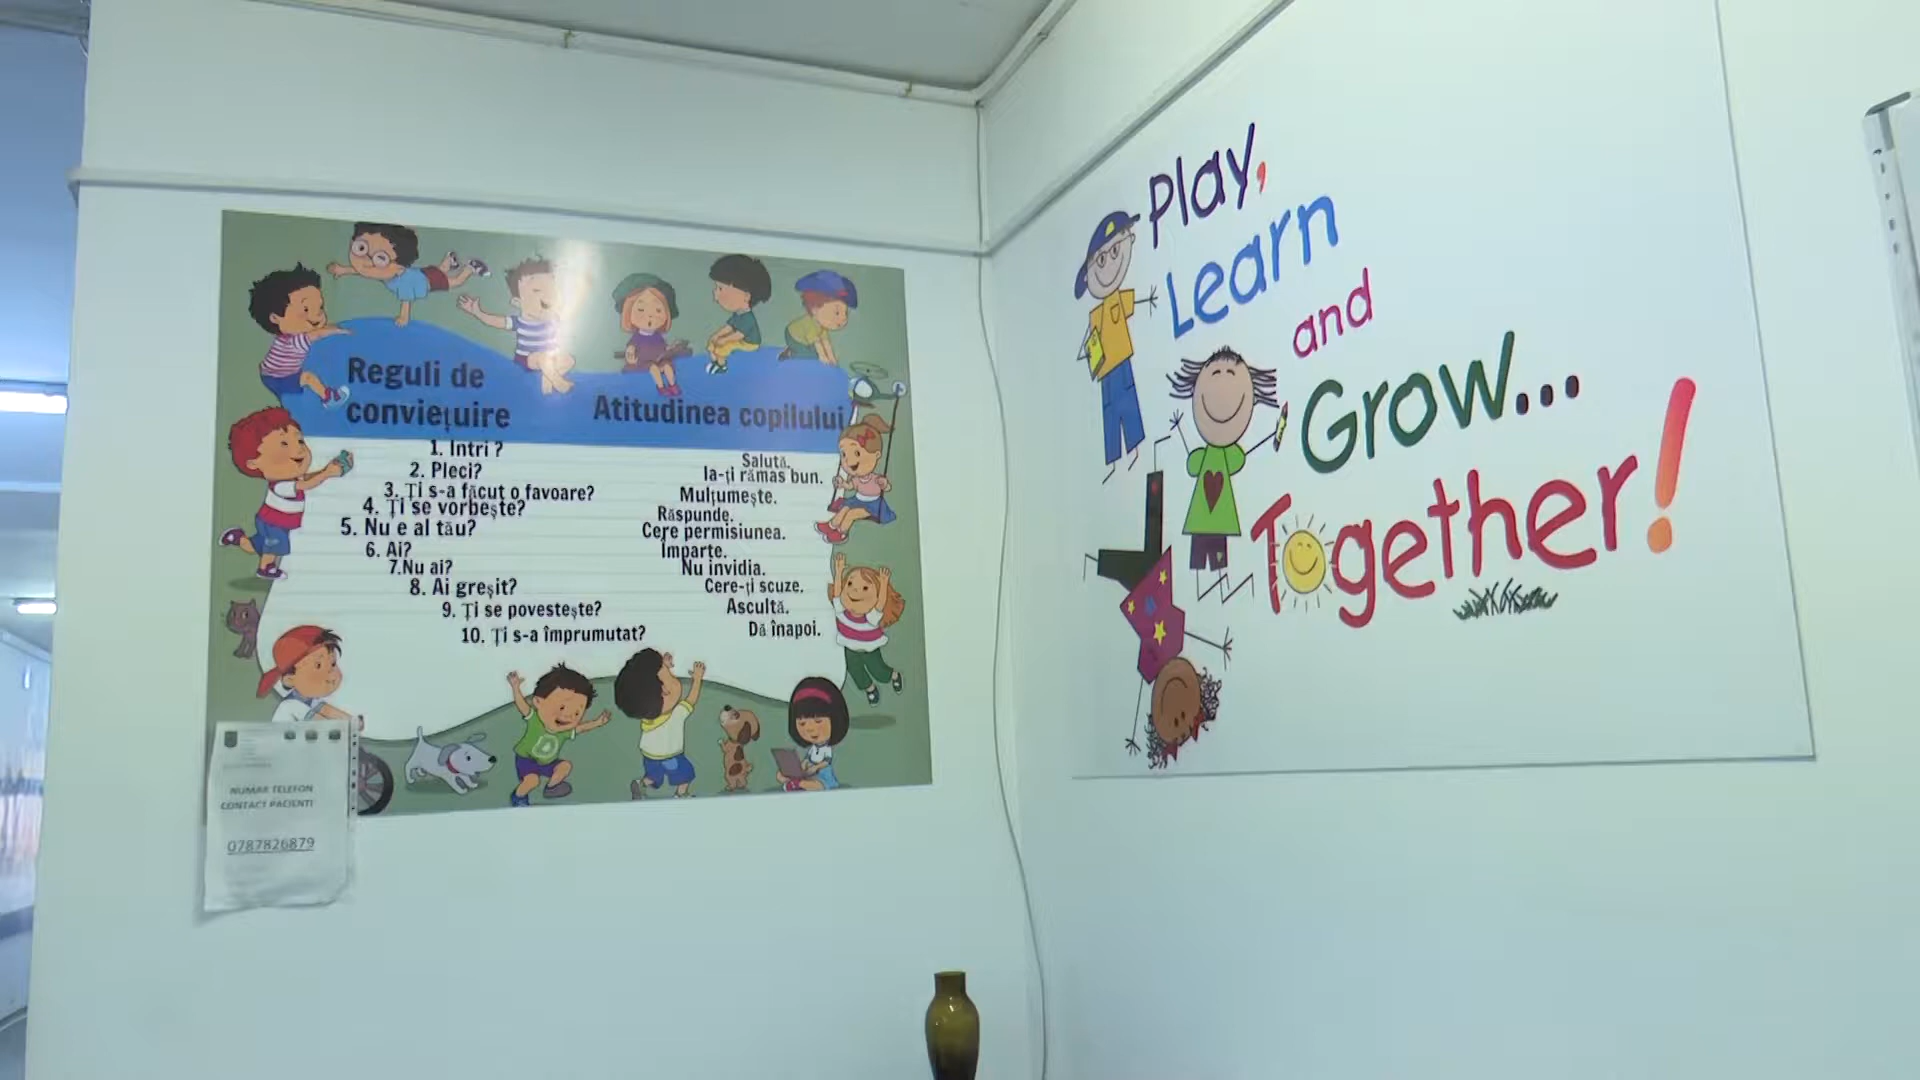 Reguli de
conviețuire
Atitudinea copilului
1. Intri ?
Salută.
2. Pleci?
Ia-ți rămas bun.
3. Ți s-a făcut o favoare?
Mulțumește.
4. Ți se vorbește?
Răspunde.
5. Nu e al tău?
Cere permisiunea.
6. Ai?
Împarte.
7.Nu ai?
Nu invidia.
8. Ai greșit?
Cere-ți scuze.
9. Ți se povestește?
Ascultă.
10. Ți s-a împrumutat?
Dă înapoi.
NUMAR TELEFON
CONTACT PACIENTI
0787826879
Play,
Learn
and
Grow...
Together!